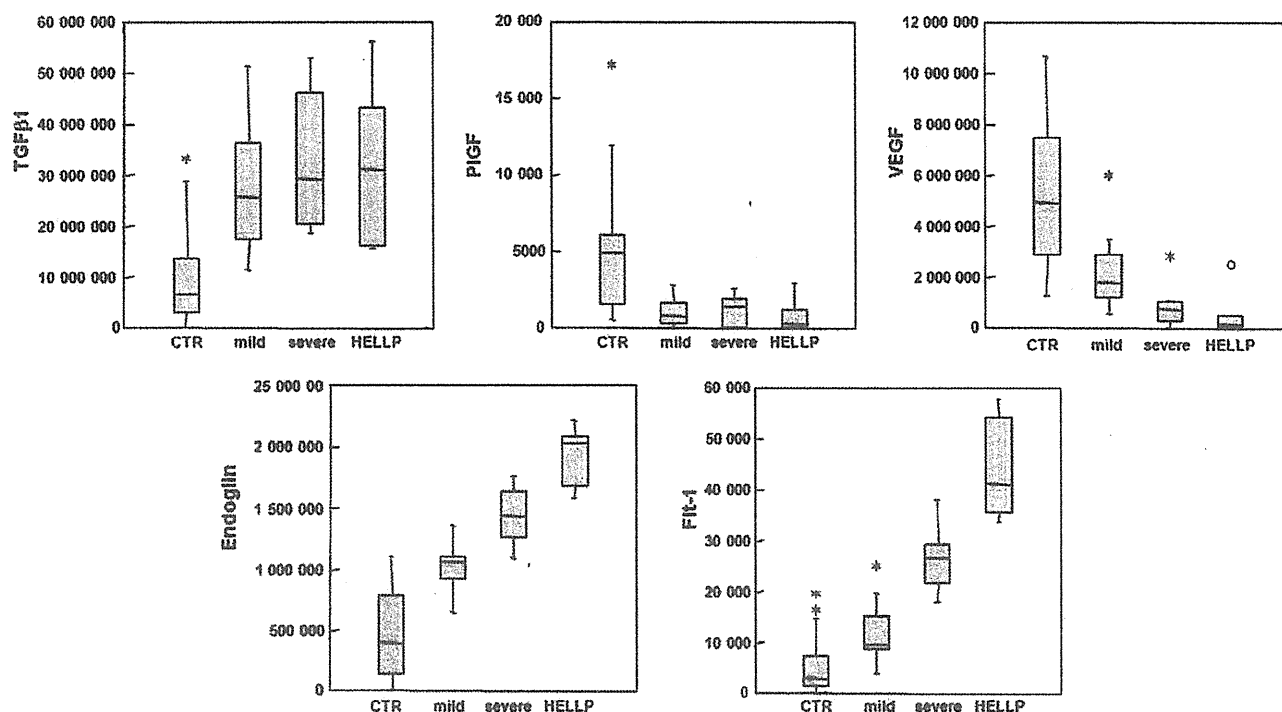 TGFβ1
60 000 000
50 000 000
40 000 000
30 000 000
20 000 000
10 000 000
0
CTR mild severe HELLP
PIGF
20 000
15 000
10 000
5000
0
CTR mild severe HELLP
VEGF
12 000 000
10 000 000
8 000 000
6 000 000
4 000 000
2 000 000
0
CTR mild severe HELLP
Endoglin
25 000 00
2 000 000
1 500 000
1 000 000
500 000
0
CTR mild severe HELLP
Flt-1
60 000
50 000
40 000
30 000
20 000
10 000
0
CTR mild severe HELLP